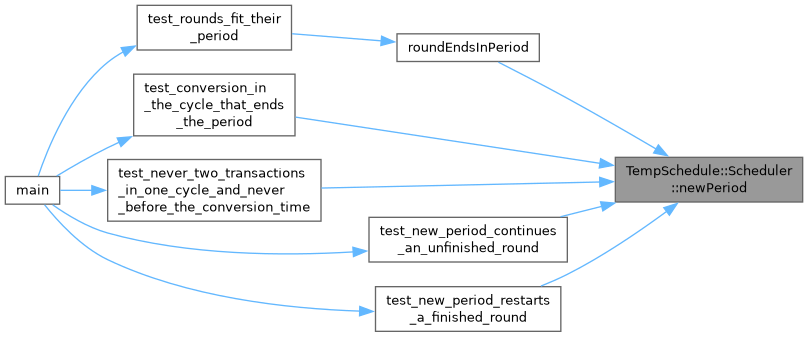 test_rounds_fit_their
_period
roundEndsInPeriod
test_conversion_in
_the_cycle_that_ends
_the_period
main
test_never_two_transactions
_in_one_cycle_and_never
_before_the_conversion_time
TempSchedule::Scheduler
::newPeriod
test_new_period_continues
_an_unfinished_round
test_new_period_restarts
_a_finished_round